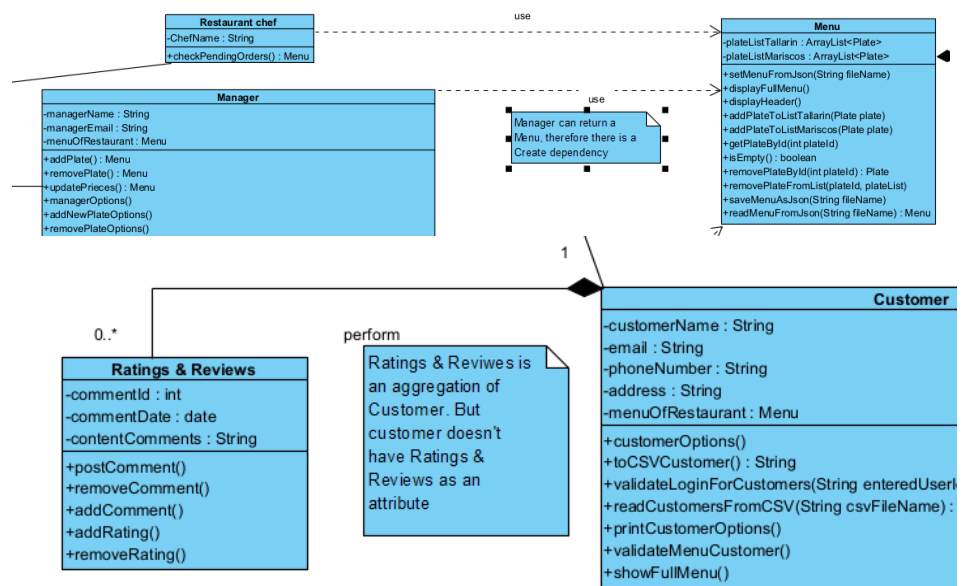 use
Restaurant chef
-ChefName : String
+checkPendingOrders() : Menu
Menu
-plateListTallarin : ArrayList<Plate>
-plateListMariscos : ArrayList<Plate>
+setMenuFromJson(String fileName)
+displayFullMenu()
+displayHeader()
+addPlateToListTallarin(Plate plate)
+addPlateToListMariscos(Plate plate)
+getPlateById(int plateId)
+isEmpty() : boolean
+removePlateById(int plateId) : Plate
+removePlateFromList(plateId, plateList)
+saveMenuAsJson(String fileName)
+readMenuFromJson(String fileName) : Menu
Manager
-managerName : String
-managerEmail : String
-menuOfRestaurant : Menu
+addPlate() : Menu
+removePlate() : Menu
+updatePrieces() : Menu
+managerOptions()
+addNewPlateOptions()
+removePlateOptions()
use
Manager can return a
Menu, therefore there is a
Create dependency
1
0..*
Ratings & Reviews
-commentId : int
-commentDate : date
-contentComments : String
+postComment()
+removeComment()
+addComment()
+addRating()
+removeRating()
perform
Ratings & Reviwes is
an aggregation of
Customer. But
customer doesn't
have Ratings &
Reviews as an
attribute
Customer
-customerName : String
-email : String
-phoneNumber : String
-address : String
-menuOfRestaurant : Menu
+customerOptions()
+toCSVCustomer() : String
+validateLoginForCustomers(String enteredUserI
+readCustomersFromCSV(String csvFileName) :
+printCustomerOptions()
+validateMenuCustomer()
+showFullMenu()